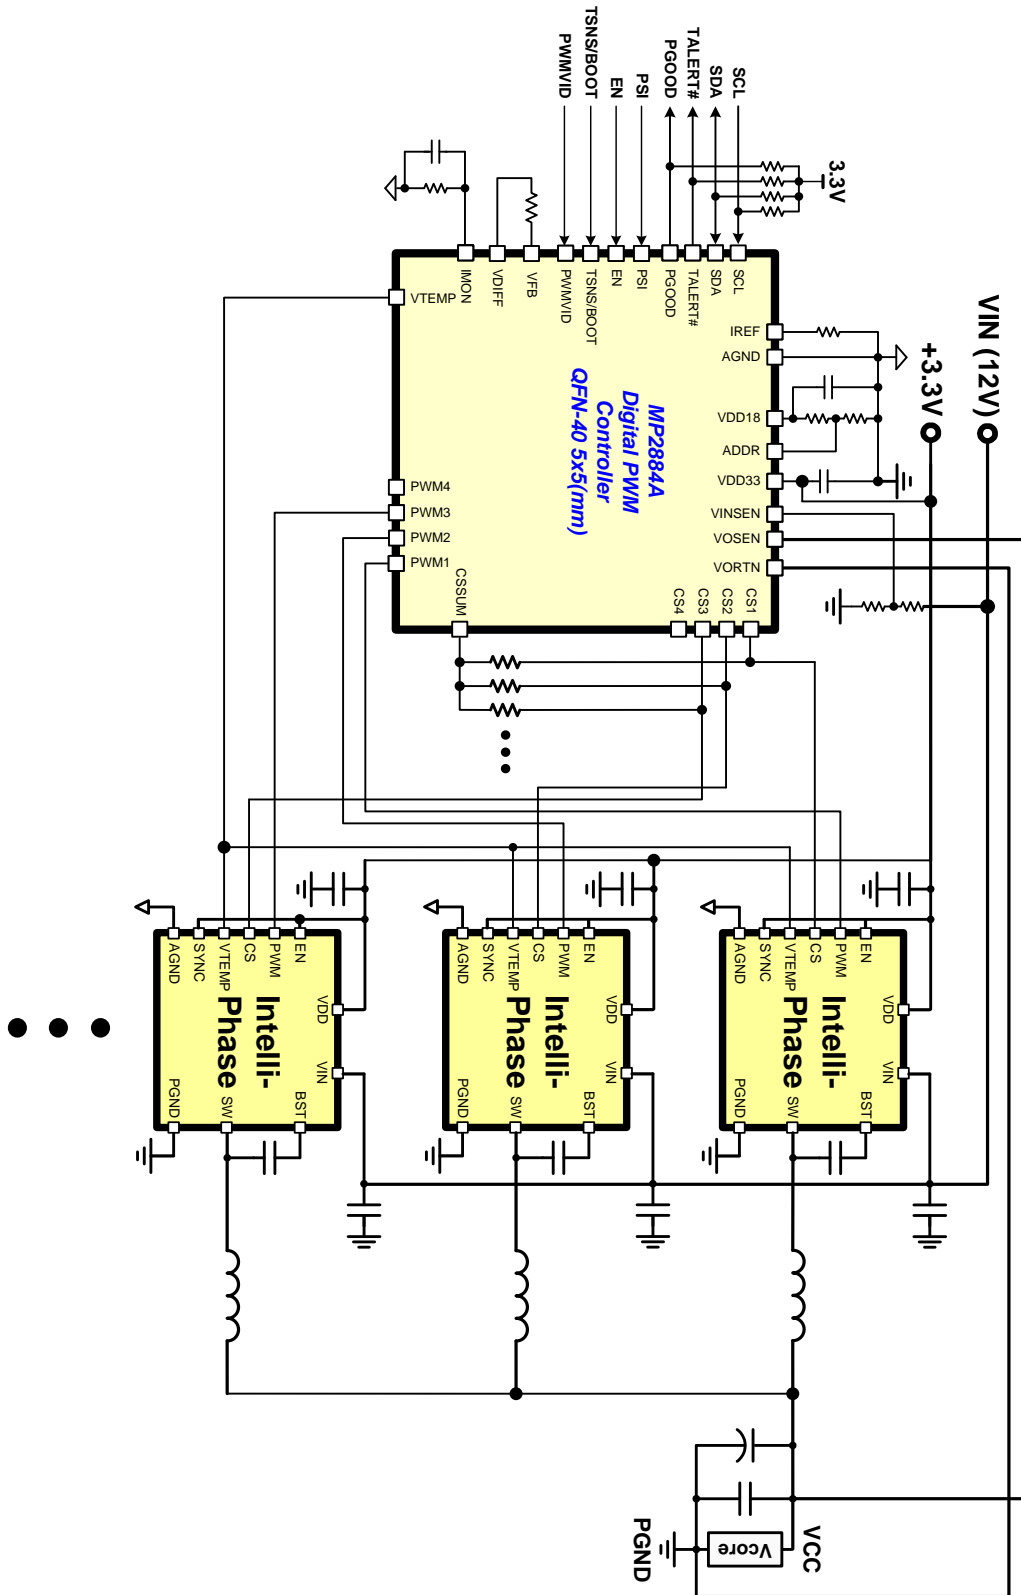 TSNS/BOOT
PWMVID
EN
PSI
PGOOD
TALERT#
SDA
SCL
3.3V
VIN (12V)
+3.3V
IMON
VDIFF
VFB
PWMVID
TSNS/BOOT
EN
PSI
PGOOD
TALERT#
SDA
SCL
VTEMP
IREF
AGND
VDD18
ADDR
VDD33
VINSEN
VOSEN
VORTN
MP2884A
Digital PWM
Controller
QFN-40 5x5(mm)
PWM4
PWM3
PWM2
PWM1
CSSUM
CS4
CS3
CS2
CS1
AGND
SYNC
VTEMP
CS
PWM
EN
VDD
VIN
Intelli-
Phase
PGND
SW
BST
AGND
SYNC
VTEMP
CS
PWM
EN
VDD
VIN
Intelli-
Phase
PGND
SW
BST
AGND
SYNC
VTEMP
CS
PWM
EN
VDD
VIN
Intelli-
Phase
PGND
SW
BST
PGND
Vcore
VCC